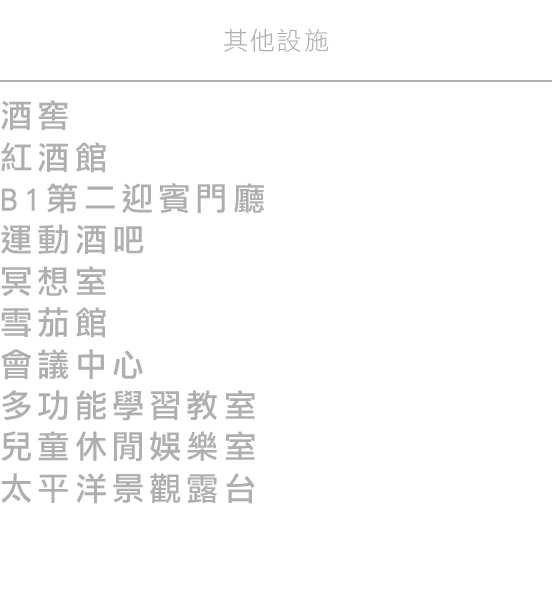 其他設施
酒窖
紅酒館
B1第二迎賓門廳
運動酒吧
冥想室
雪茄館
會議中心
多功能學習教室
兒童休閒娛樂室
太平洋景觀露台